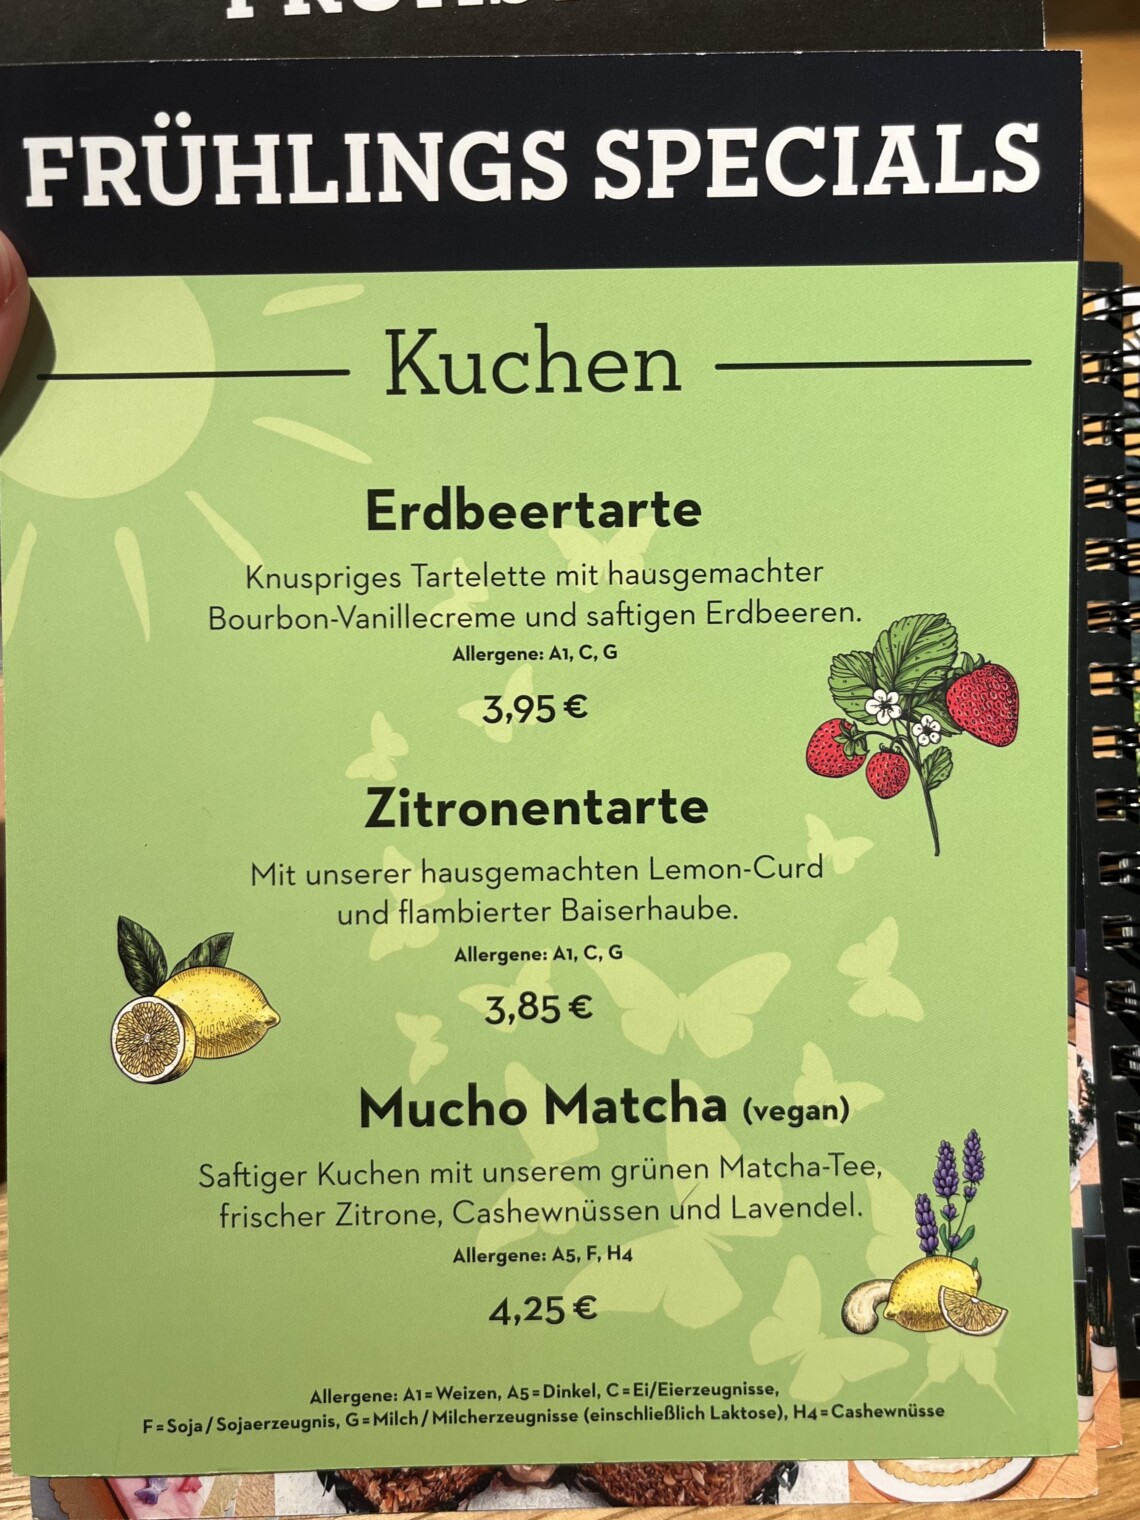 FRÜHLINGS SPECIALS
Kuchen
Erdbeertarte
Knuspriges Tartelette mit hausgemachter
Bourbon-Vanillecreme und saftigen Erdbeeren.
Allergene: A1, C, G
3,95 €
Zitronentarte
Mit unserer hausgemachten Lemon-Curd
und flambierter Baiserhaube.
Allergene: A1, C, G
3,85 €
Mucho Matcha (vegan)
Saftiger Kuchen mit unserem grünen Matcha-Tee,
frischer Zitrone, Cashewnüssen und Lavendel.
Allergene: A5, F, H4
4,25 €
Allergene: A1 = Weizen, A5 = Dinkel, C = Ei/Eierzeugnisse,
F = Soja / Sojaerzeugnis, G = Milch / Milcherzeugnisse (einschließlich Laktose), H4 = Cashewnüsse